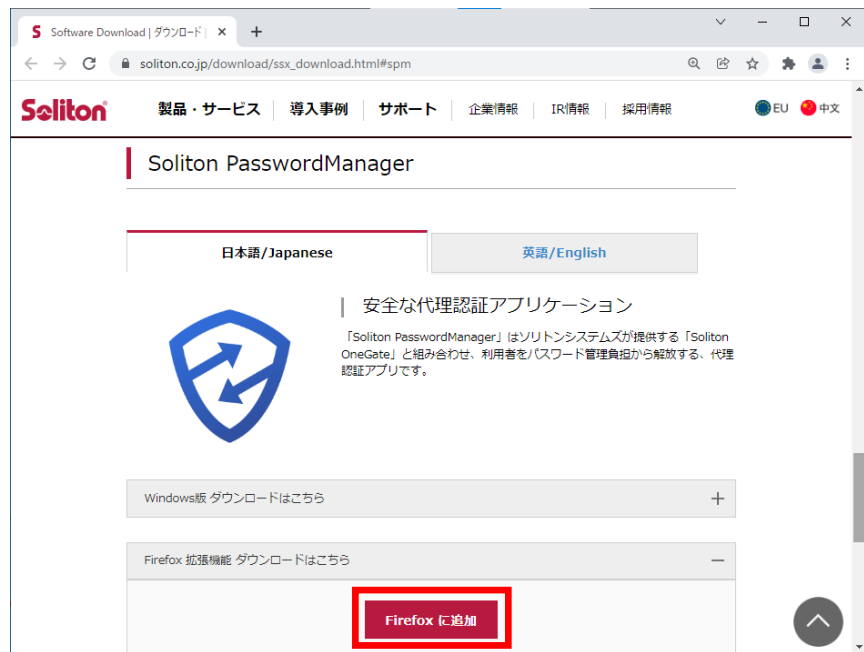 S Software Download | ダウンロード |
soliton.co.jp/download/ssx_download.html#spm
Soliton 製品・サービス 導入事例 サポート 企業情報 IR情報 採用情報 EU 中文
Soliton PasswordManager
日本語/Japanese 英語/English
安全な代理認証アプリケーション
「Soliton PasswordManager」はソリトンシステムズが提供する「Soliton
OneGate」と組み合わせ、利用者をパスワード管理負担から解放する、代理
認証アプリです。
Windows版 ダウンロードはこちら
Firefox 拡張機能 ダウンロードはこちら
Firefox に追加